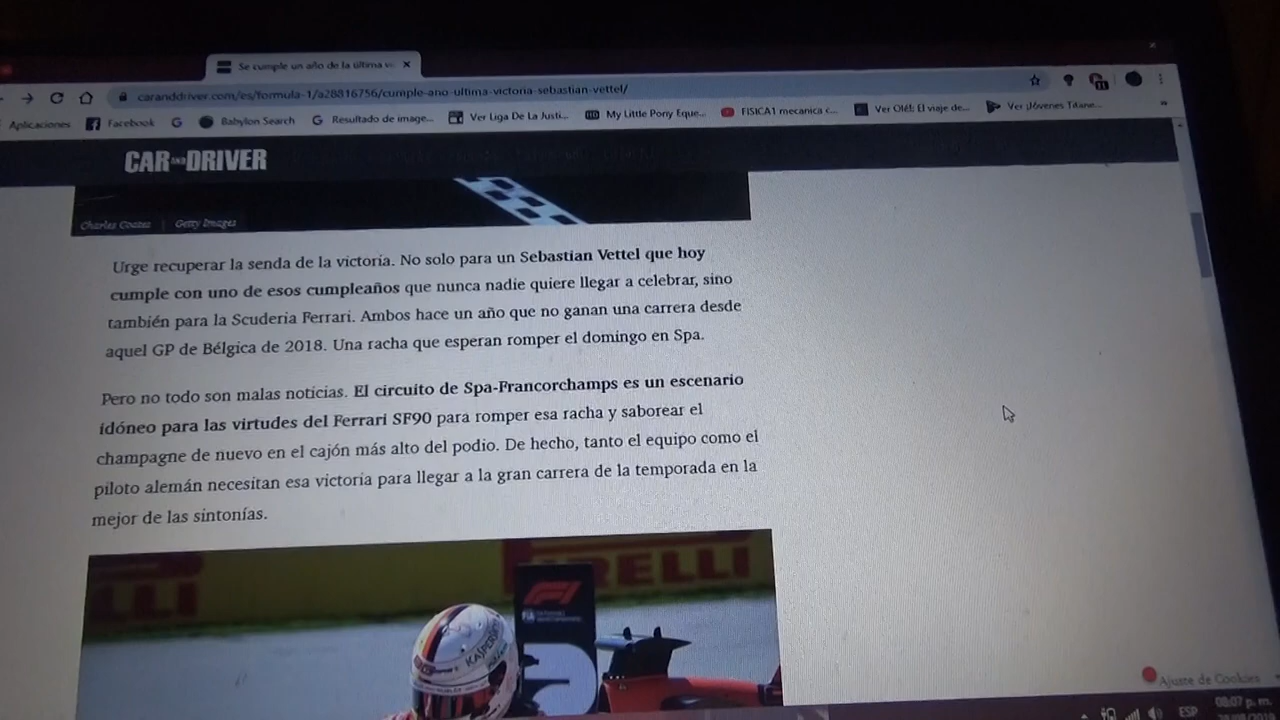 Se cumple un año de la última v
caranddriver.com/es/formula-1/a28816756/cumple-ano-ultima-victoria-sebastian-vettel/
11
Aplicaciones Facebook Babylon Search Resultado de image... Ver Liga De La Justi... My Little Pony Eque... FISICA1 mecanica c... Ver Olé!: El viaje de... Ver Jóvenes Titane...
CAR AND DRIVER
Charles Coates | Getty Images
Urge recuperar la senda de la victoria. No solo para un Sebastian Vettel que hoy
cumple con uno de esos cumpleaños que nunca nadie quiere llegar a celebrar, sino
también para la Scuderia Ferrari. Ambos hace un año que no ganan una carrera desde
aquel GP de Bélgica de 2018. Una racha que esperan romper el domingo en Spa.
Pero no todo son malas noticias. El circuito de Spa-Francorchamps es un escenario
idóneo para las virtudes del Ferrari SF90 para romper esa racha y saborear el
champagne de nuevo en el cajón más alto del podio. De hecho, tanto el equipo como el
piloto alemán necesitan esa victoria para llegar a la gran carrera de la temporada en la
mejor de las sintonías.
PIRELLI
F1
KASPERSKY
2
Ajuste de Cookies
ESP
08:07 p. m.